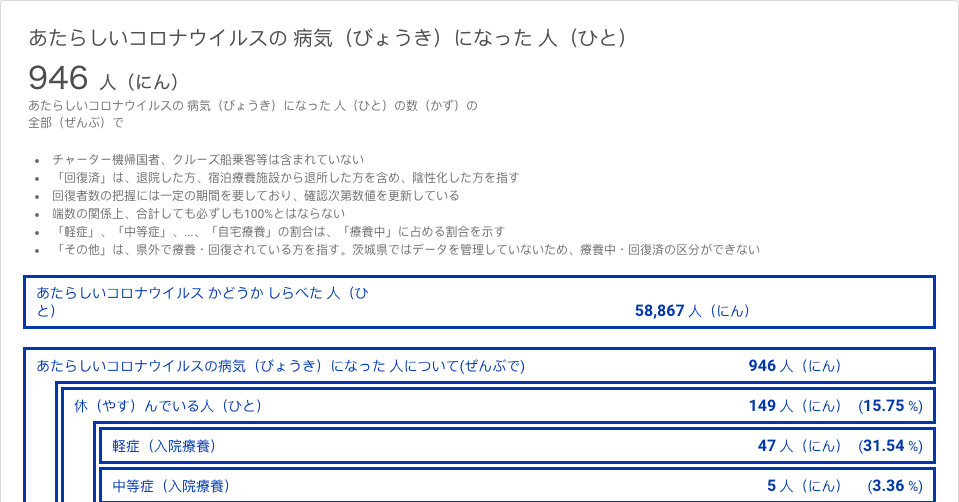 あたらしいコロナウイルスの 病気（びょうき）になった 人（ひと）
946 人（にん）
あたらしいコロナウイルスの 病気（びょうき）になった 人（ひと）の数（かず）の
全部（ぜんぶ）で
• チャーター機帰国者、クルーズ船乗客等は含まれていない
• 「回復済」は、退院した方、宿泊療養施設から退所した方を含め、陰性化した方を指す
• 回復者数の把握には一定の期間を要しており、確認次第数値を更新している
• 端数の関係上、合計しても必ずしも100%とはならない
• 「軽症」、「中等症」、...、「自宅療養」の割合は、「療養中」に占める割合を示す
• 「その他」は、県外で療養・回復されている方を指す。茨城県ではデータを管理していないため、療養中・回復済の区分ができない
あたらしいコロナウイルス かどうか しらべた 人（ひ
と） 58,867 人（にん）
あたらしいコロナウイルスの病気（びょうき）になった 人について(ぜんぶで) 946 人（にん）
休（やす）んでいる人（ひと） 149 人（にん） (15.75 %)
軽症（入院療養） 47 人（にん） (31.54 %)
中等症（入院療養） 5 人（にん） (3.36 %)